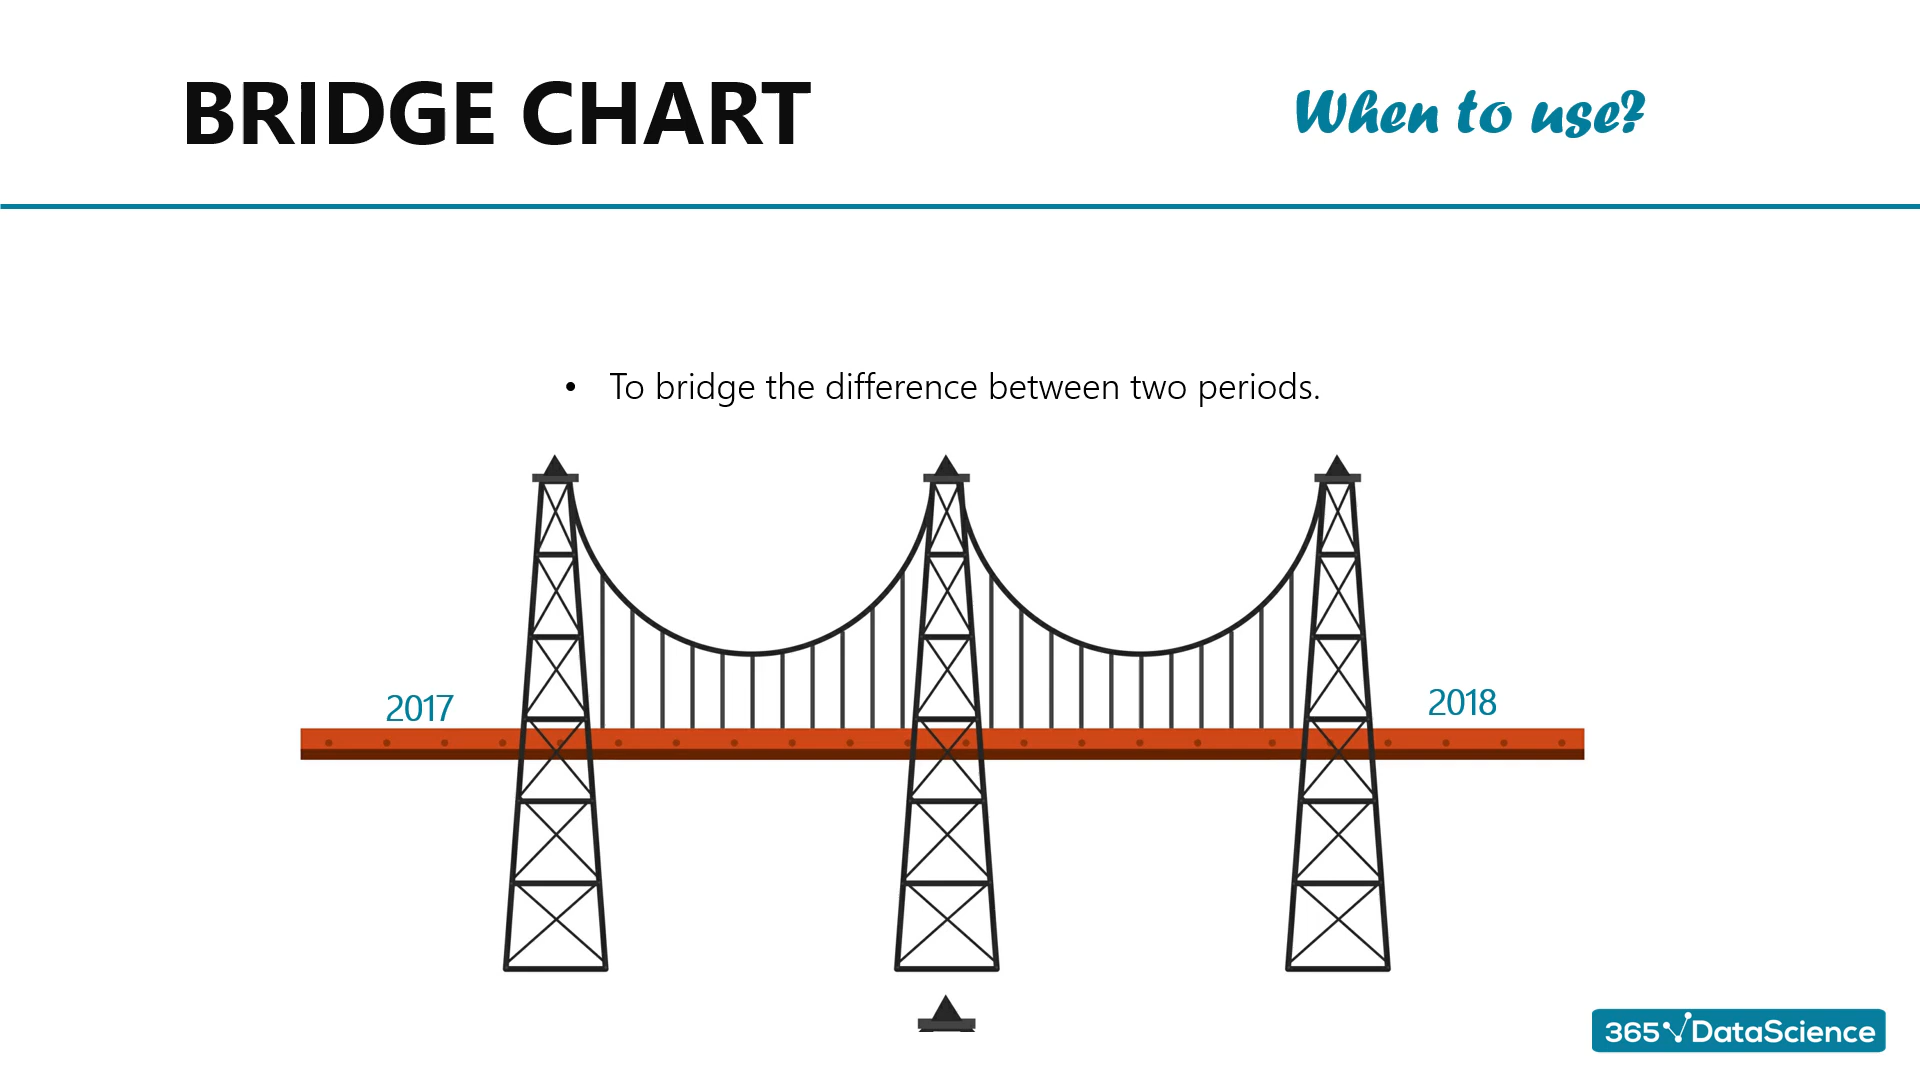 BRIDGE CHART
When to use?
• To bridge the difference between two periods.
2017
2018
365 DataScience